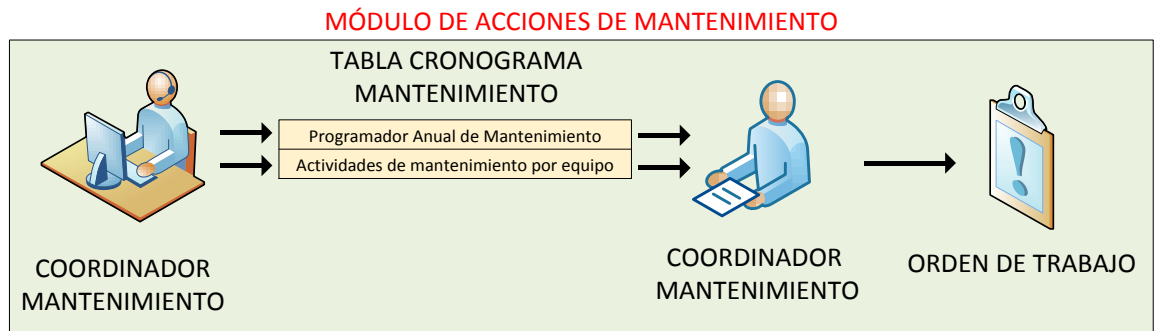 MÓDULO DE ACCIONES DE MANTENIMIENTO
TABLA CRONOGRAMA
MANTENIMIENTO
Programador Anual de Mantenimiento
Actividades de mantenimiento por equipo
COORDINADOR
MANTENIMIENTO
COORDINADOR
MANTENIMIENTO
ORDEN DE TRABAJO